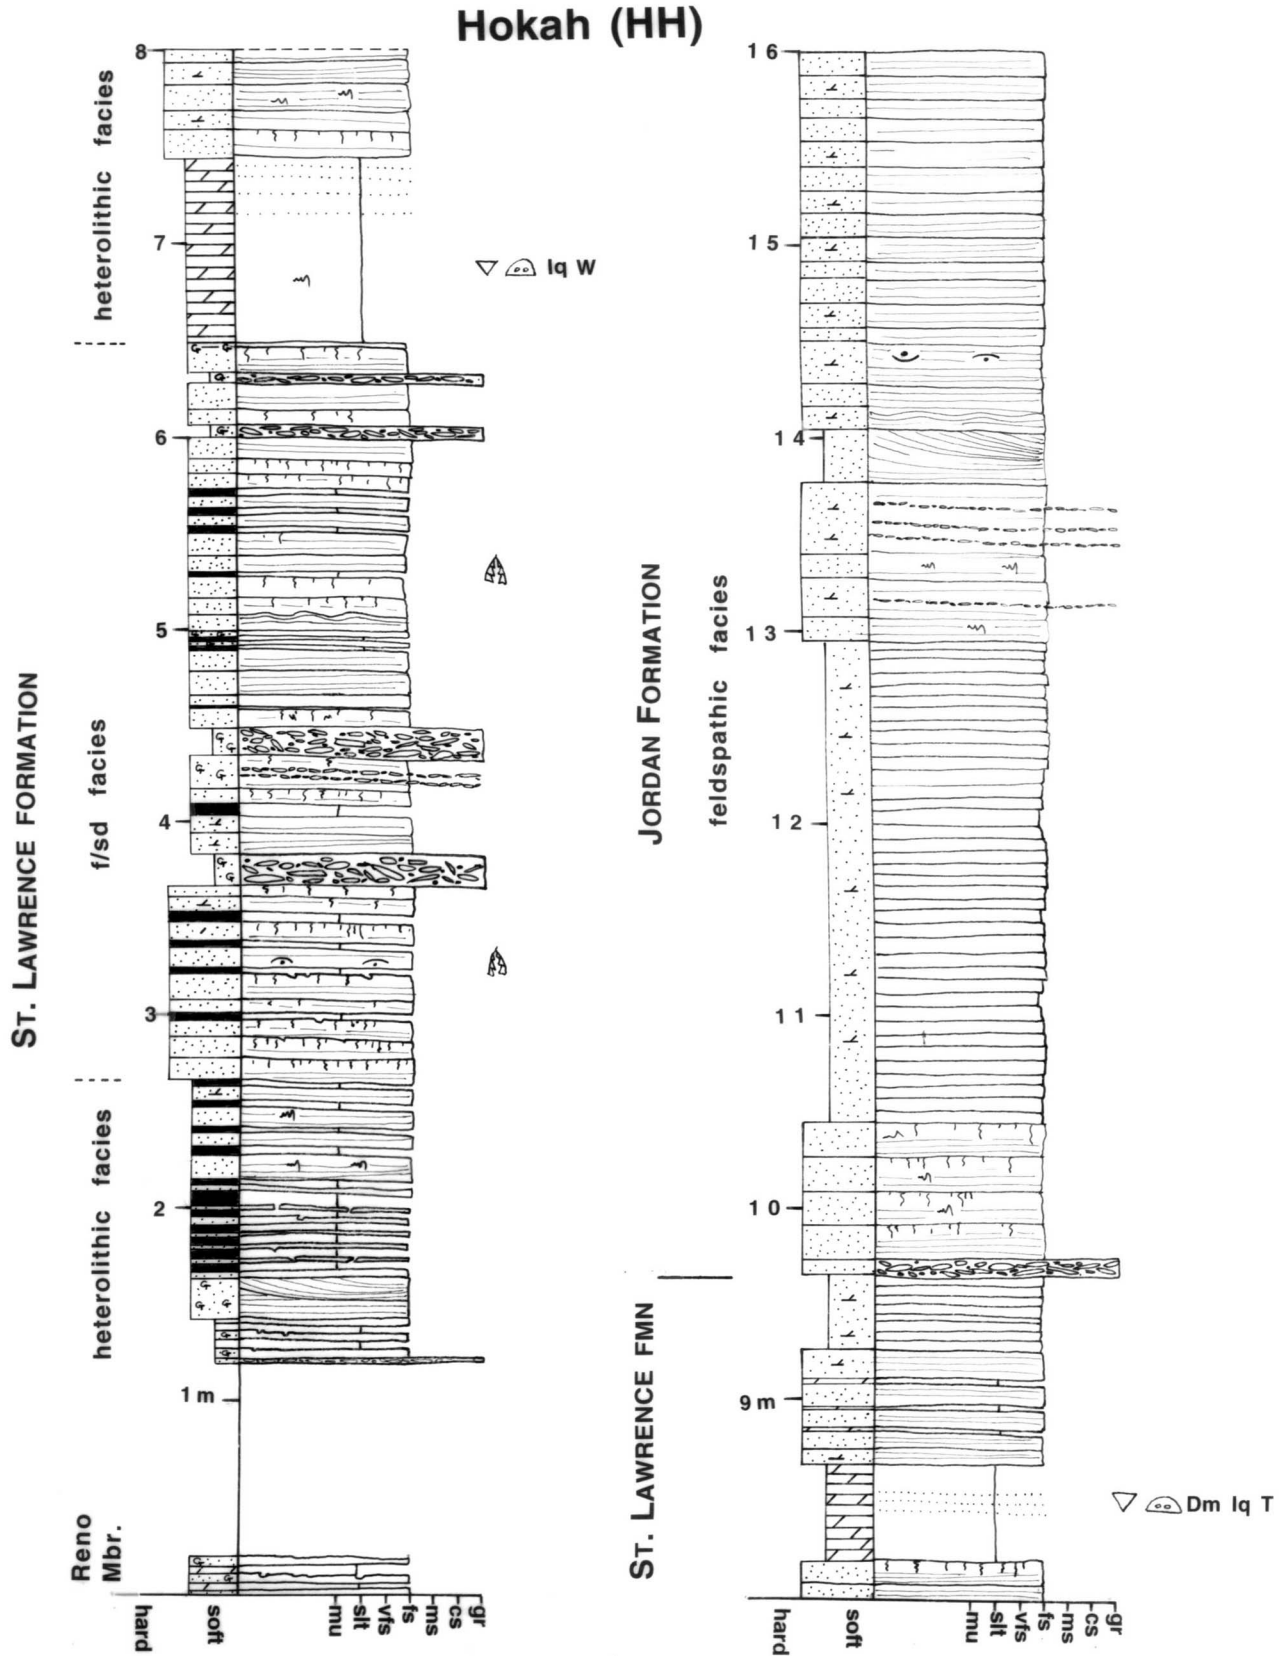 Hokah (HH)
8
7
6
5
4
3
2
1 m
heterolithic facies
f/sd facies
heterolithic facies
ST. LAWRENCE FORMATION
Reno
Mbr.
Iq W
hard
soft
mu
slt
vfs
fs
ms
cs
gr
16
15
14
13
12
11
10
9 m
JORDAN FORMATION
feldspathic facies
ST. LAWRENCE FMN
Dm Iq T
hard
soft
mu
slt
vfs
fs
ms
cs
gr